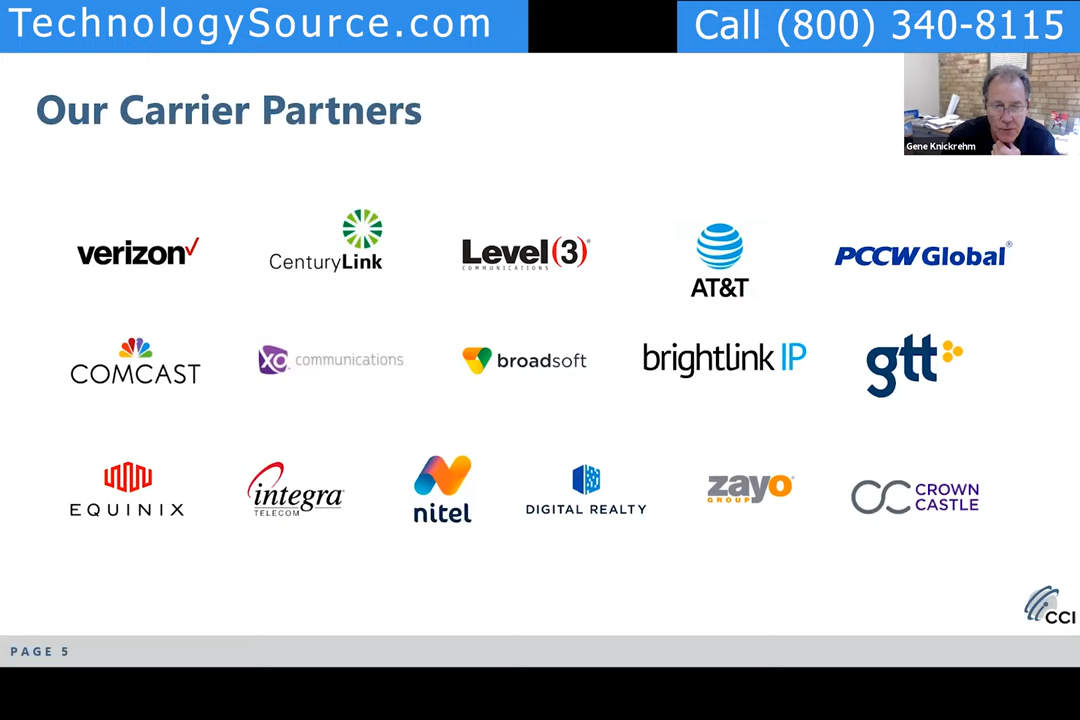 TechnologySource.com
Call (800) 340-8115
Our Carrier Partners
Gene Knickrehm
verizon
CenturyLink
Level (3)®
COMMUNICATIONS
AT&T
PCCW Global®
COMCAST
xo communications
broadsoft
brightlink IP
gtt
EQUINIX
integra
TELECOM
nitel
DIGITAL REALTY
zayo
GROUP
CROWN
CASTLE
CCI
PAGE 5